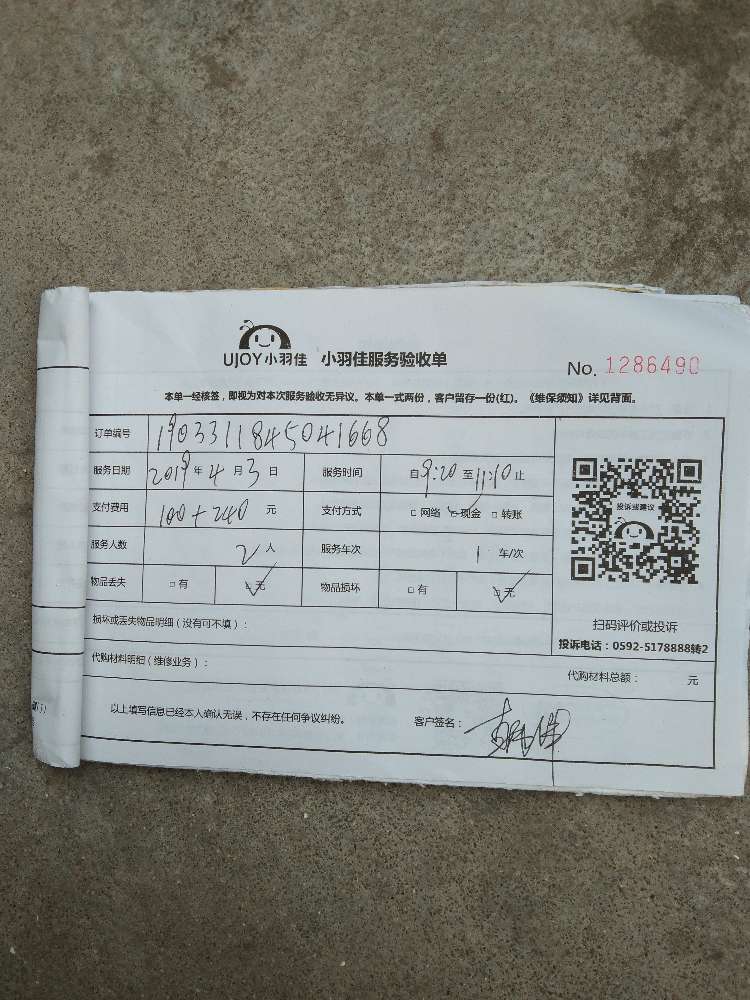 UJOY小羽佳 小羽佳服务验收单 No. 1286490
本单一经核签，即视为对本次服务验收无异议。本单一式两份，客户留存一份(红)。《维保须知》详见背面。
订单编号 1903311845041668
服务日期 2019年4月3日 服务时间 自9:20至11:10止
支付费用 100+240元 支付方式 □网络 □现金 □转账
服务人数 2人 服务车次 1车/次
物品丢失 □有 □无 物品损坏 □有 □无
投诉或建议
扫码评价或投诉
投诉电话：0592-5178888转2
损坏或丢失物品明细（没有可不填）：
代购材料明细（维修业务）：
代购材料总额： 元
以上填写信息已经本人确认无误，不存在任何争议纠纷。 客户签名：